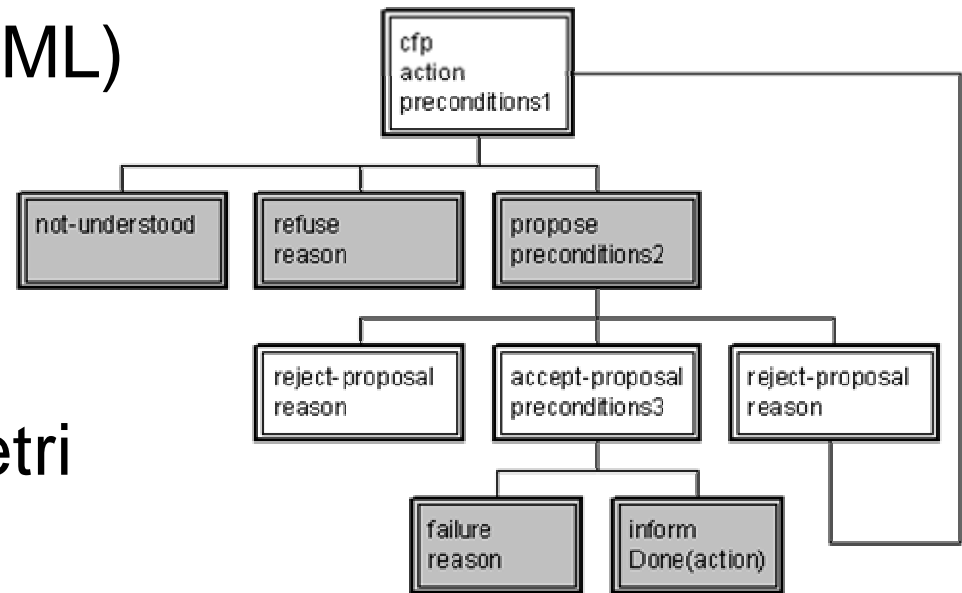 ML)
cfp
action
preconditions1
not-understood
refuse
reason
propose
preconditions2
reject-proposal
reason
accept-proposal
preconditions3
reject-proposal
reason
etri
failure
reason
inform
Done(action)